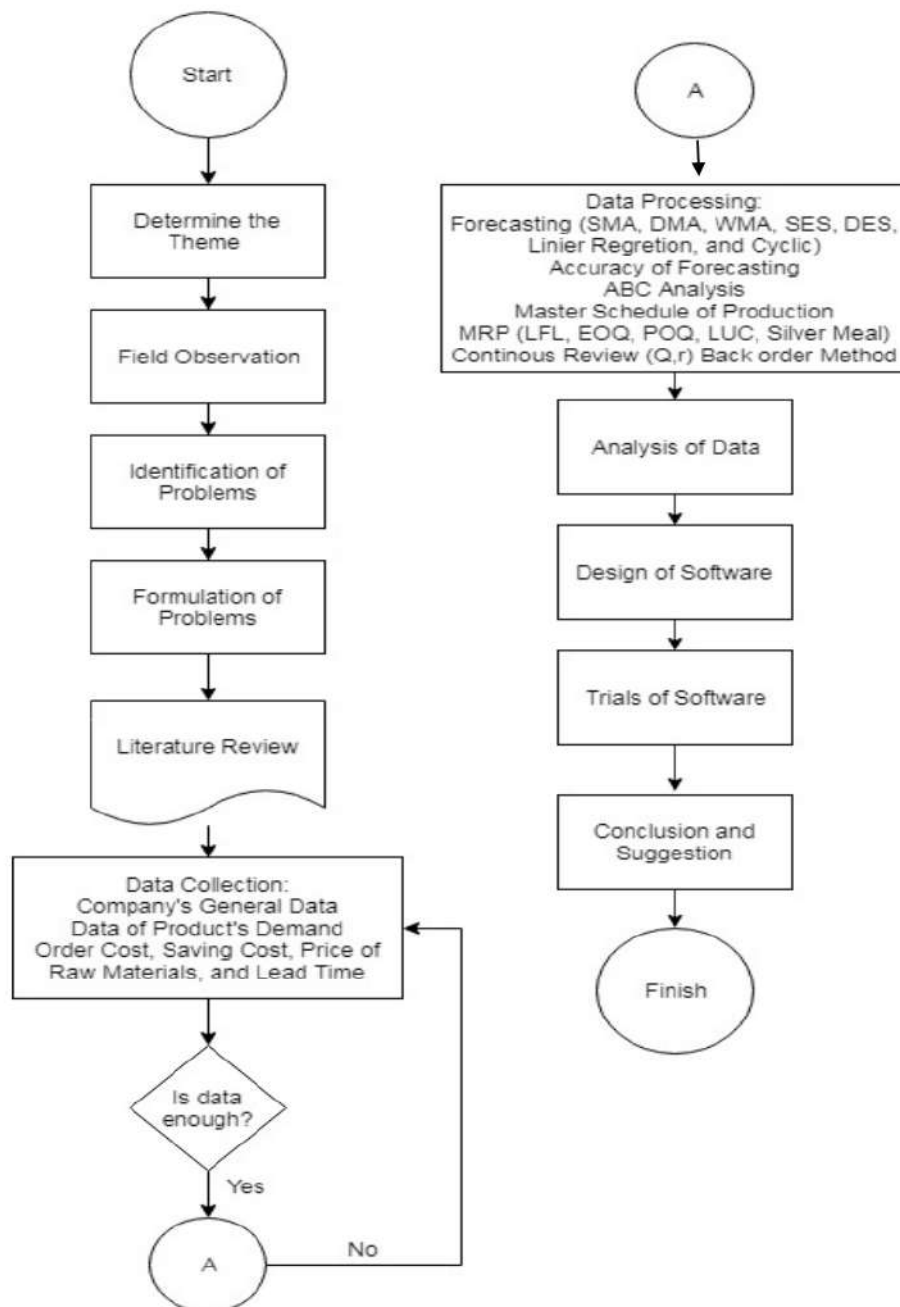 Start
Determine the
Theme
Field Observation
Identification of
Problems
Formulation of
Problems
Literature Review
Data Collection:
Company's General Data
Data of Product's Demand
Order Cost, Saving Cost, Price of
Raw Materials, and Lead Time
Is data
enough?
Yes
No
A
A
Data Processing:
Forecasting (SMA, DMA, WMA, SES, DES,
Linier Regretion, and Cyclic)
Accuracy of Forecasting
ABC Analysis
Master Schedule of Production
MRP (LFL, EOQ, POQ, LUC, Silver Meal)
Continous Review (Q,r) Back order Method
Analysis of Data
Design of Software
Trials of Software
Conclusion and
Suggestion
Finish